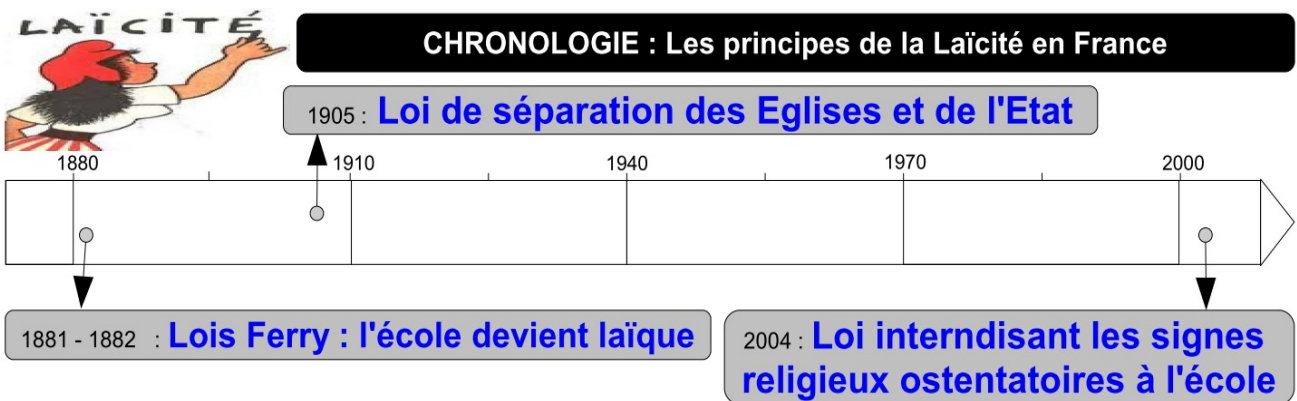 LAÏCITÉ
CHRONOLOGIE : Les principes de la Laïcité en France
1905 : Loi de séparation des Eglises et de l'Etat
1880 1910 1940 1970 2000
1881 - 1882 : Lois Ferry : l'école devient laïque
2004 : Loi interndisant les signes
religieux ostentatoires à l'école